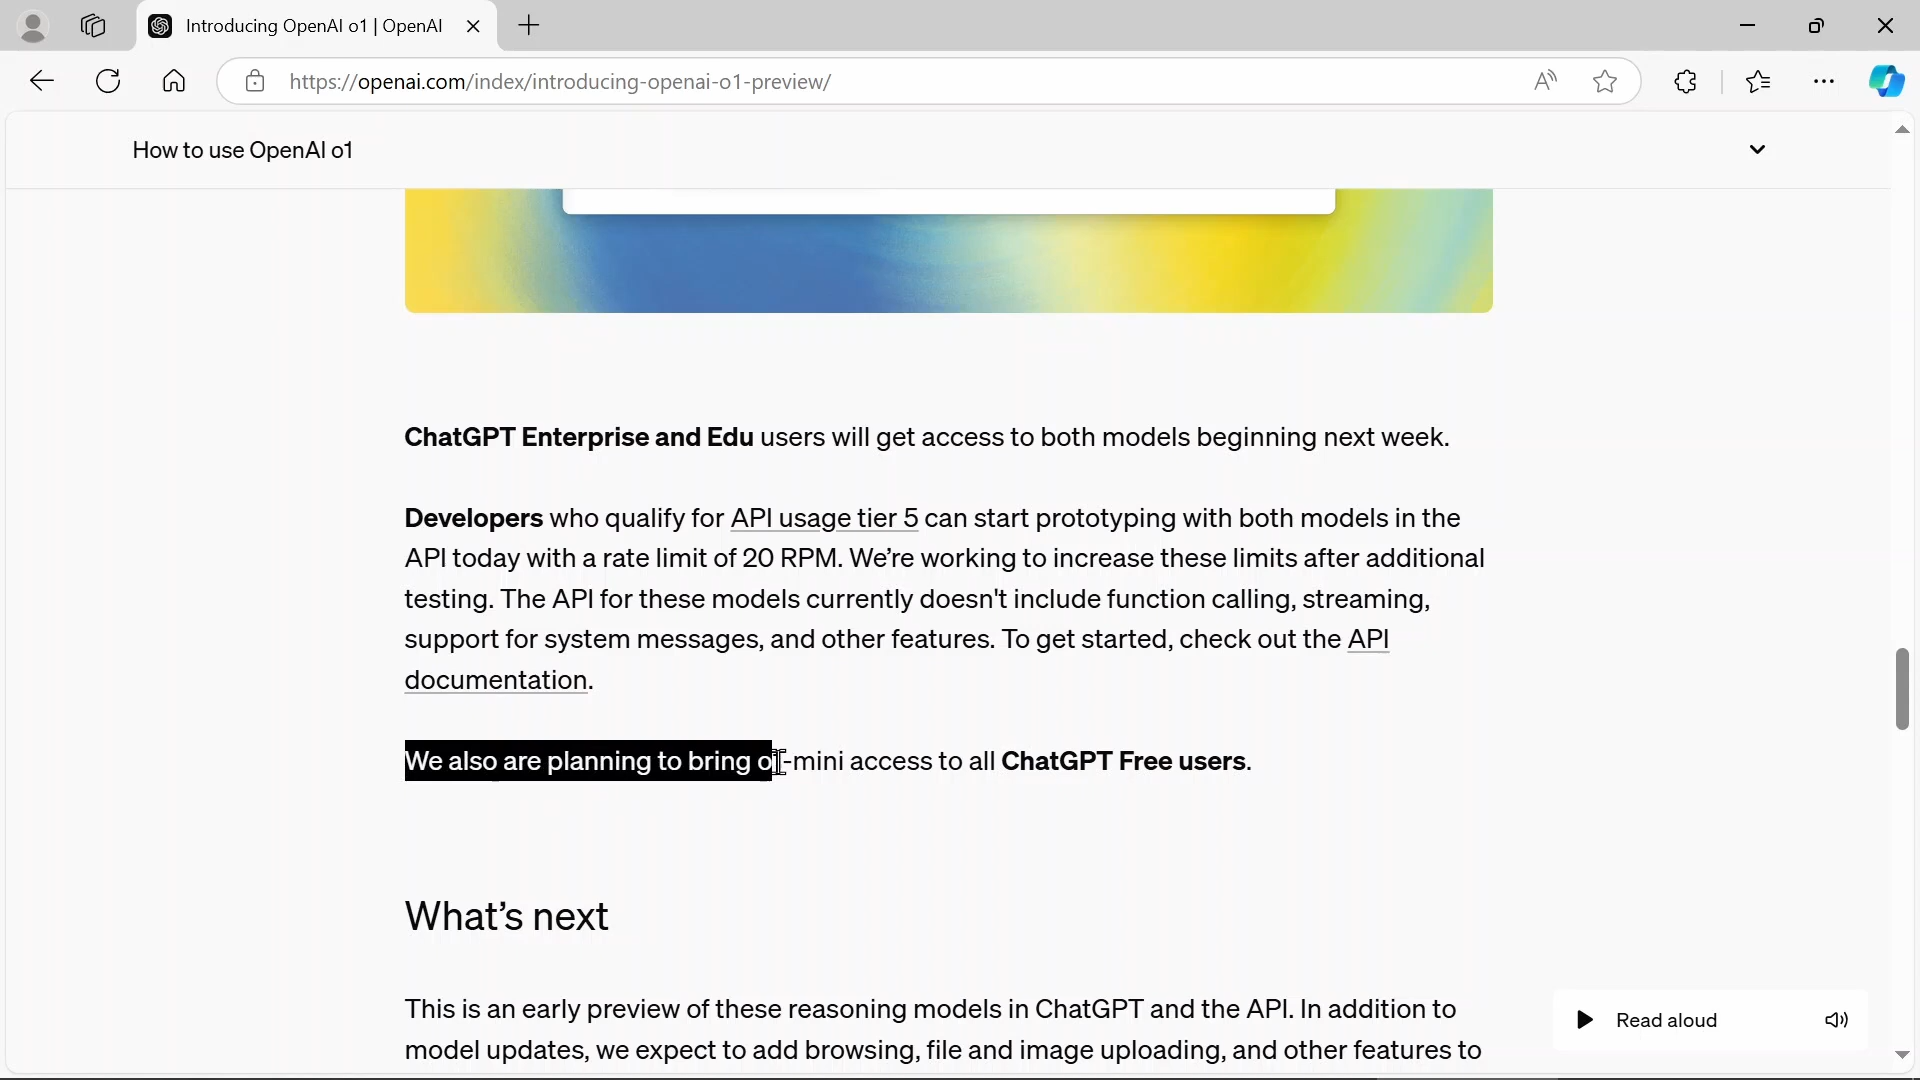 Introducing OpenAI o1 | OpenAI
https://openai.com/index/introducing-openai-o1-preview/
How to use OpenAI o1
ChatGPT Enterprise and Edu users will get access to both models beginning next week.
Developers who qualify for API usage tier 5 can start prototyping with both models in the
API today with a rate limit of 20 RPM. We’re working to increase these limits after additional
testing. The API for these models currently doesn't include function calling, streaming,
support for system messages, and other features. To get started, check out the API
documentation.
We also are planning to bring o1-mini access to all ChatGPT Free users.
What’s next
This is an early preview of these reasoning models in ChatGPT and the API. In addition to
model updates, we expect to add browsing, file and image uploading, and other features to
Read aloud